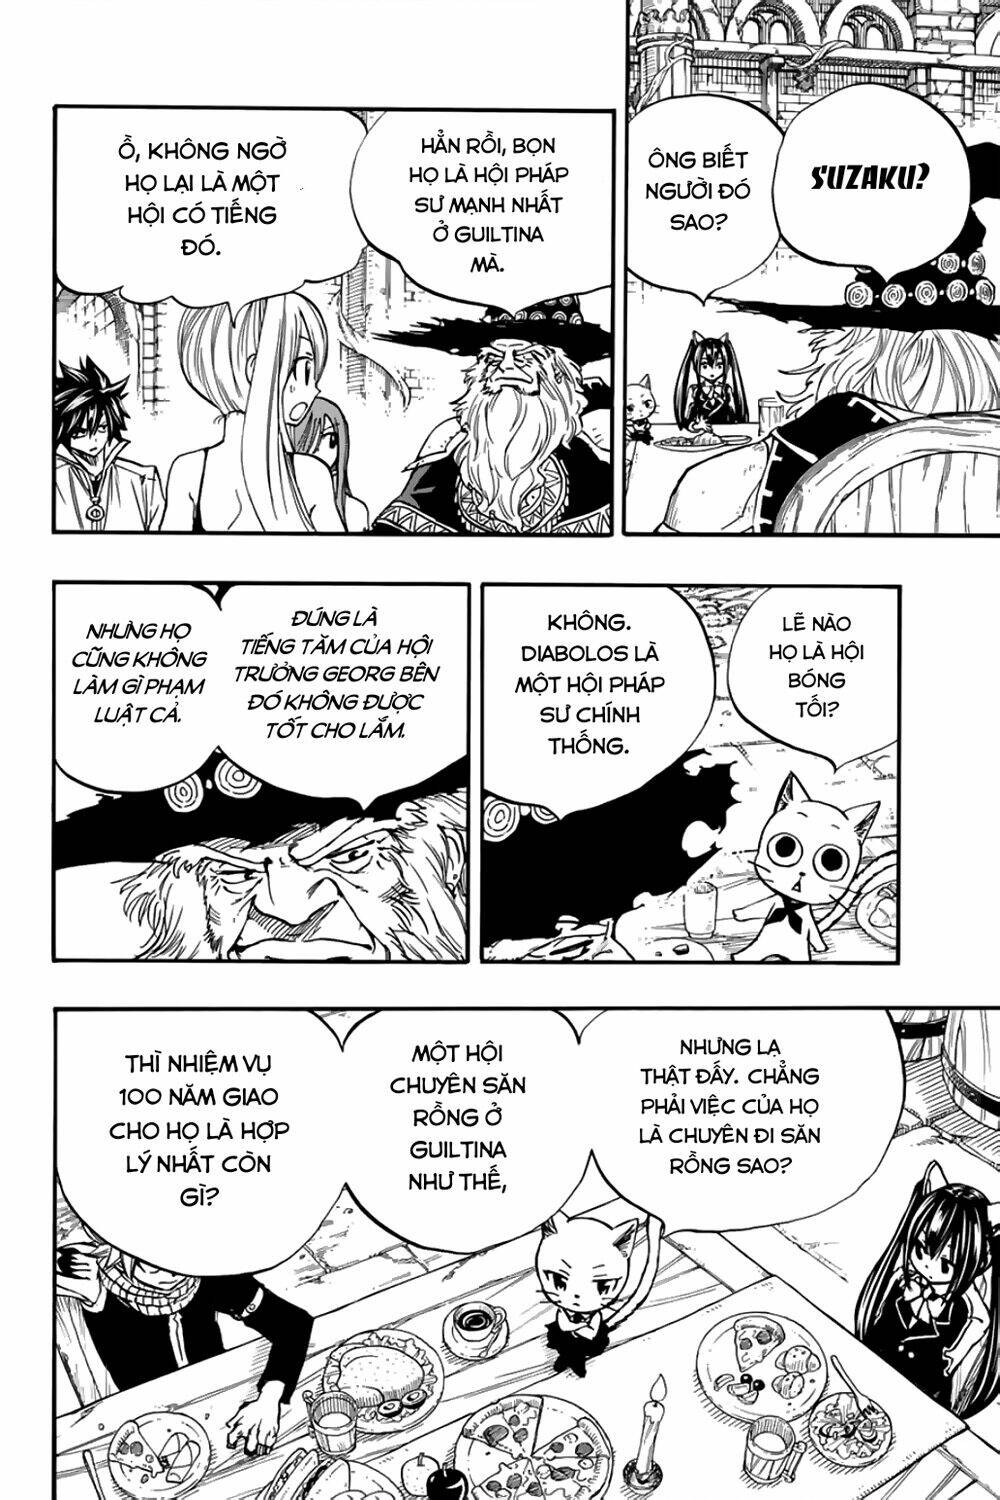 SUZAKU?
ÔNG BIẾT
NGƯỜI ĐÓ
SAO?
HẲN RỒI, BỌN
HỌ LÀ HỘI PHÁP
SƯ MẠNH NHẤT
Ở GUILTINA
MÀ.
Ồ, KHÔNG NGỜ
HỌ LẠI LÀ MỘT
HỘI CÓ TIẾNG
ĐÓ.
LẼ NÀO
HỌ LÀ HỘI
BÓNG
TỐI?
KHÔNG.
DIABOLOS LÀ
MỘT HỘI PHÁP
SƯ CHÍNH
THỐNG.
ĐÚNG LÀ
TIẾNG TĂM CỦA HỘI
TRƯỞNG GEORG BÊN
ĐÓ KHÔNG ĐƯỢC
TỐT CHO LẮM.
NHƯNG HỌ
CŨNG KHÔNG
LÀM GÌ PHẠM
LUẬT CẢ.
NHƯNG LẠ
THẬT ĐẤY. CHẲNG
PHẢI VIỆC CỦA HỌ
LÀ CHUYÊN ĐI SĂN
RỒNG SAO?
MỘT HỘI
CHUYÊN SĂN
RỒNG Ở
GUILTINA
NHƯ THẾ,
THÌ NHIỆM VỤ
100 NĂM GIAO
CHO HỌ LÀ HỢP
LÝ NHẤT CÒN
GÌ?